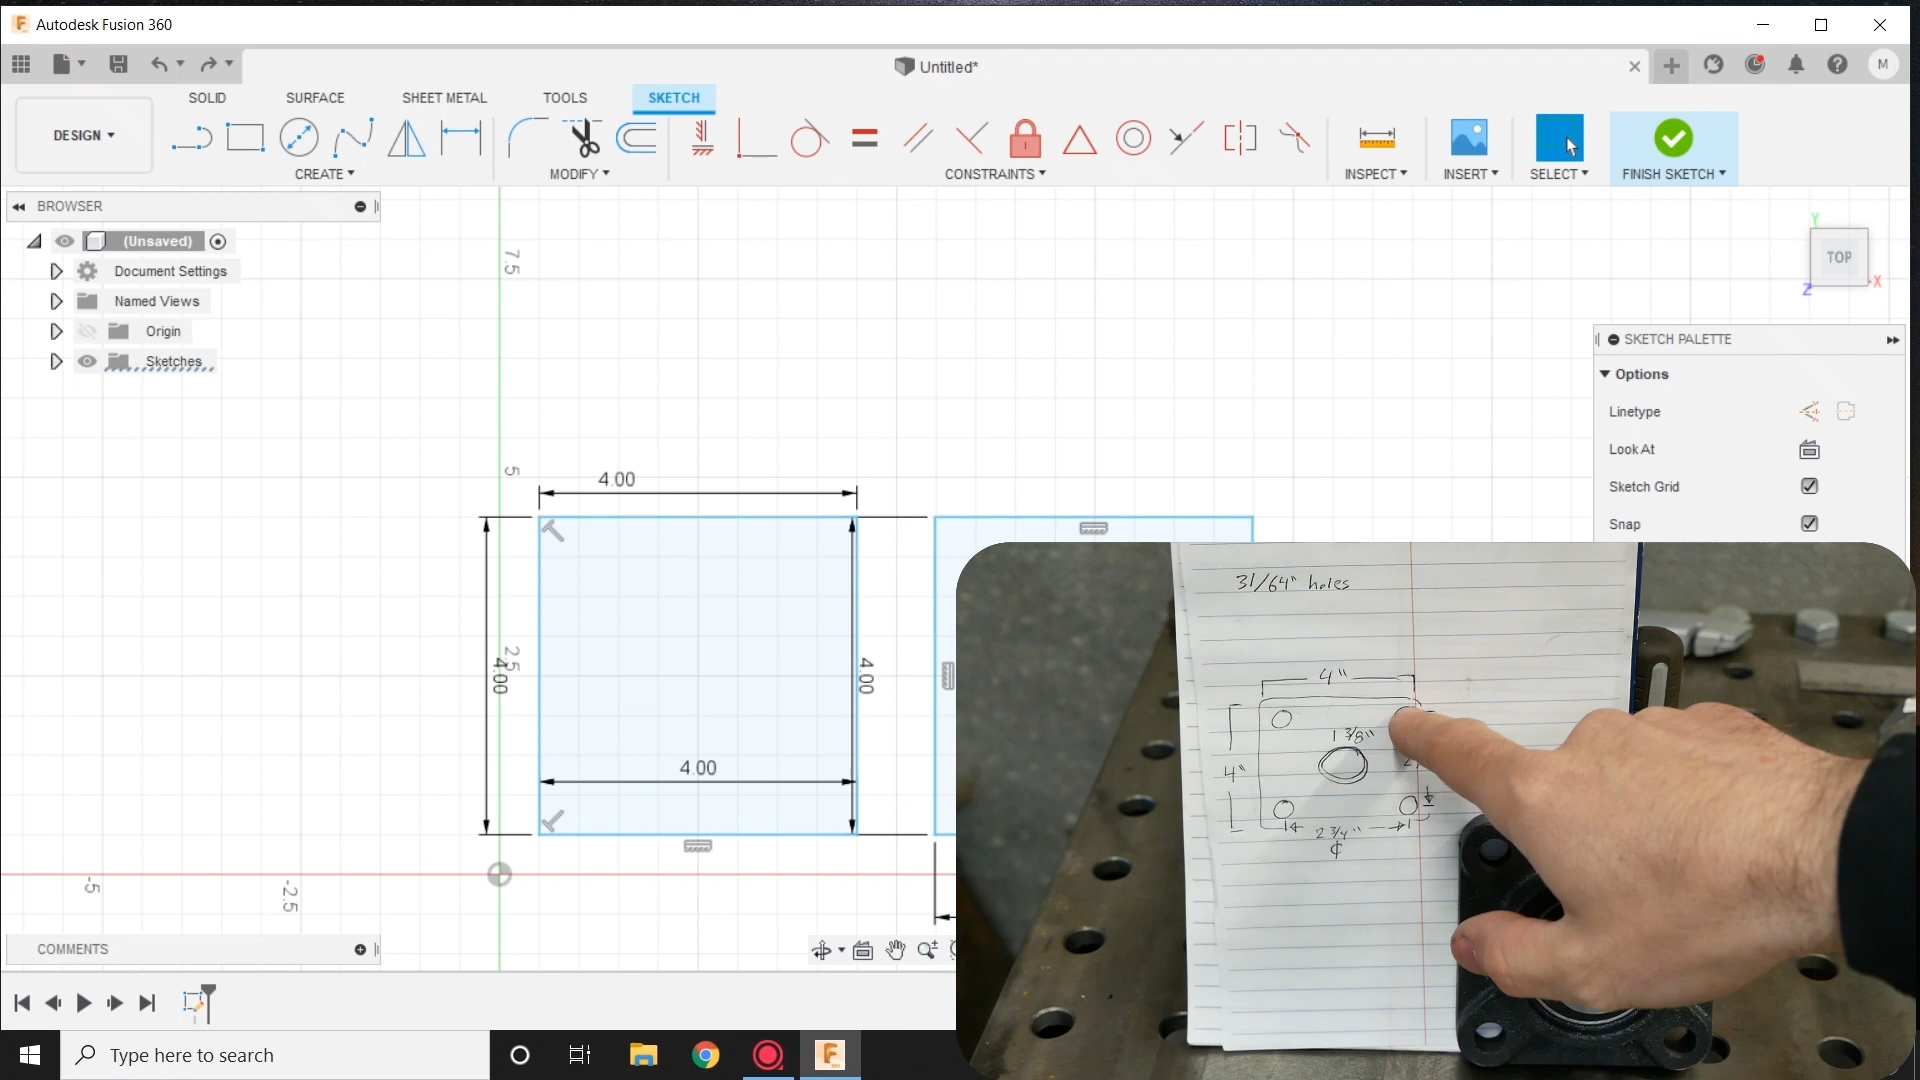 Autodesk Fusion 360
Untitled*
M
SOLID
SURFACE
SHEET METAL
TOOLS
SKETCH
DESIGN
CREATE
MODIFY
CONSTRAINTS
INSPECT
INSERT
SELECT
FINISH SKETCH
BROWSER
(Unsaved)
Document Settings
Named Views
Origin
Sketches
TOP
Y
X
Z
SKETCH PALETTE
Options
Linetype
Look At
Sketch Grid
Snap
7.5
5
2.5
-5
-2.5
4.00
4.00
4.00
4.00
31/64" holes
4"
1 3/8"
4"
2 3/4"
COMMENTS
Type here to search